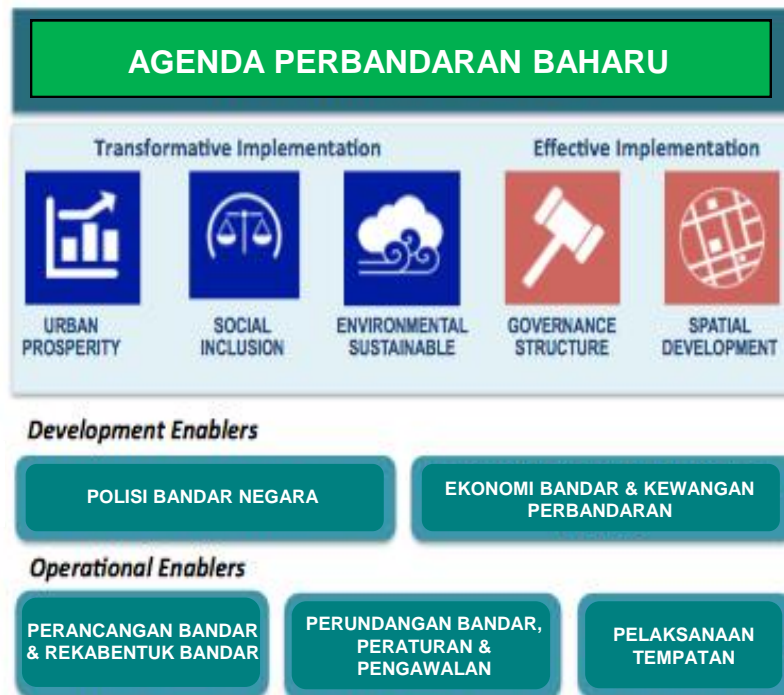 AGENDA PERBANDARAN BAHARU
Transformative Implementation
Effective Implementation
URBAN
PROSPERITY
SOCIAL
INCLUSION
ENVIRONMENTAL
SUSTAINABLE
GOVERNANCE
STRUCTURE
SPATIAL
DEVELOPMENT
Development Enablers
POLISI BANDAR NEGARA
EKONOMI BANDAR & KEWANGAN
PERBANDARAN
Operational Enablers
PERANCANGAN BANDAR
& REKABENTUK BANDAR
PERUNDANGAN BANDAR,
PERATURAN &
PENGAWALAN
PELAKSANAAN
TEMPATAN